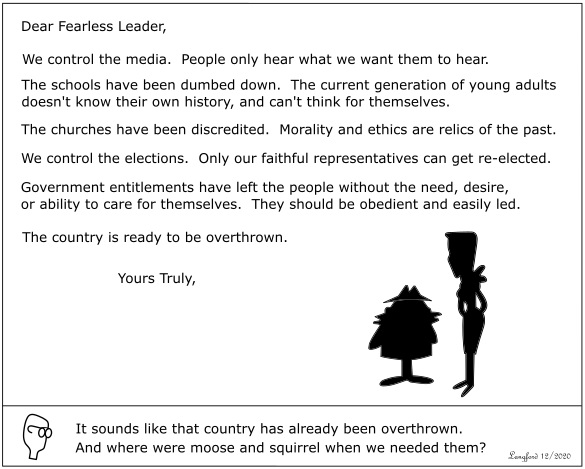 Dear Fearless Leader,
We control the media.  People only hear what we want them to hear.
The schools have been dumbed down.  The current generation of young adults
doesn't know their own history, and can't think for themselves.
The churches have been discredited.  Morality and ethics are relics of the past.
We control the elections.  Only our faithful representatives can get re-elected.
Government entitlements have left the people without the need, desire,
or ability to care for themselves.  They should be obedient and easily led.
The country is ready to be overthrown.
Yours Truly,
It sounds like that country has already been overthrown.
And where were moose and squirrel when we needed them?
Langford 12/2020